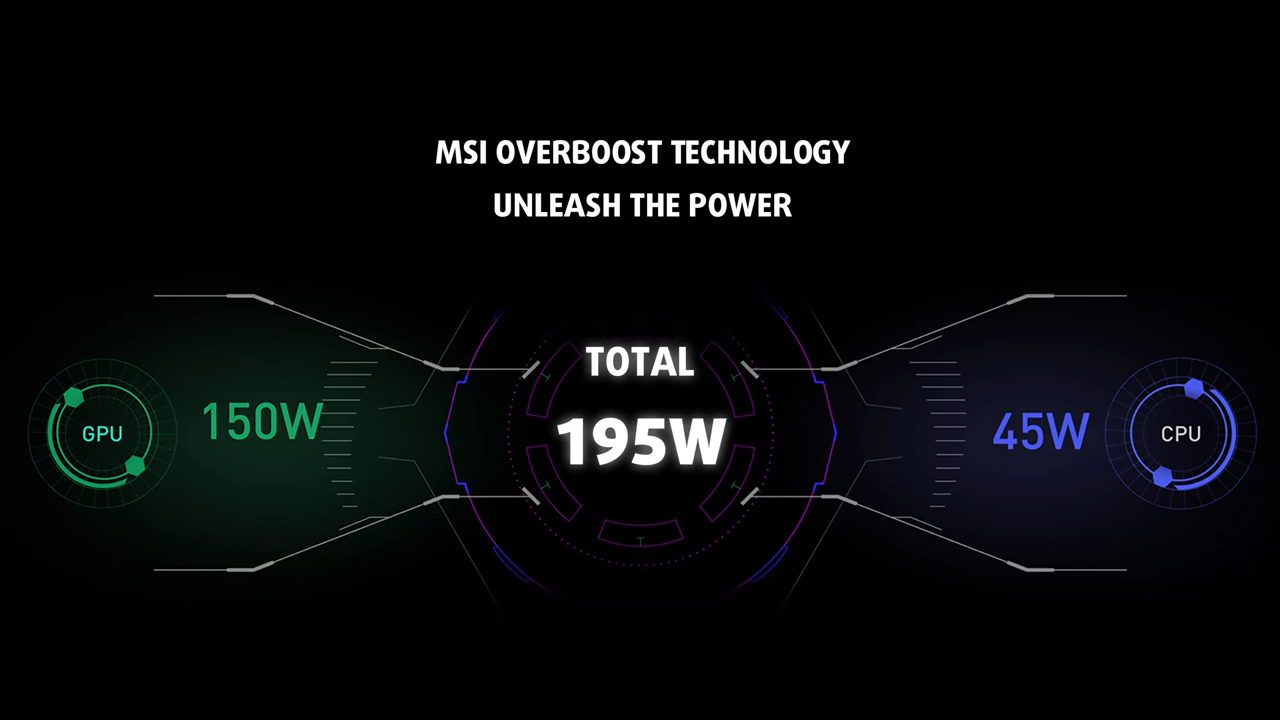 MSI OVERBOOST TECHNOLOGY
UNLEASH THE POWER
TOTAL
195W
GPU
150W
45W
CPU